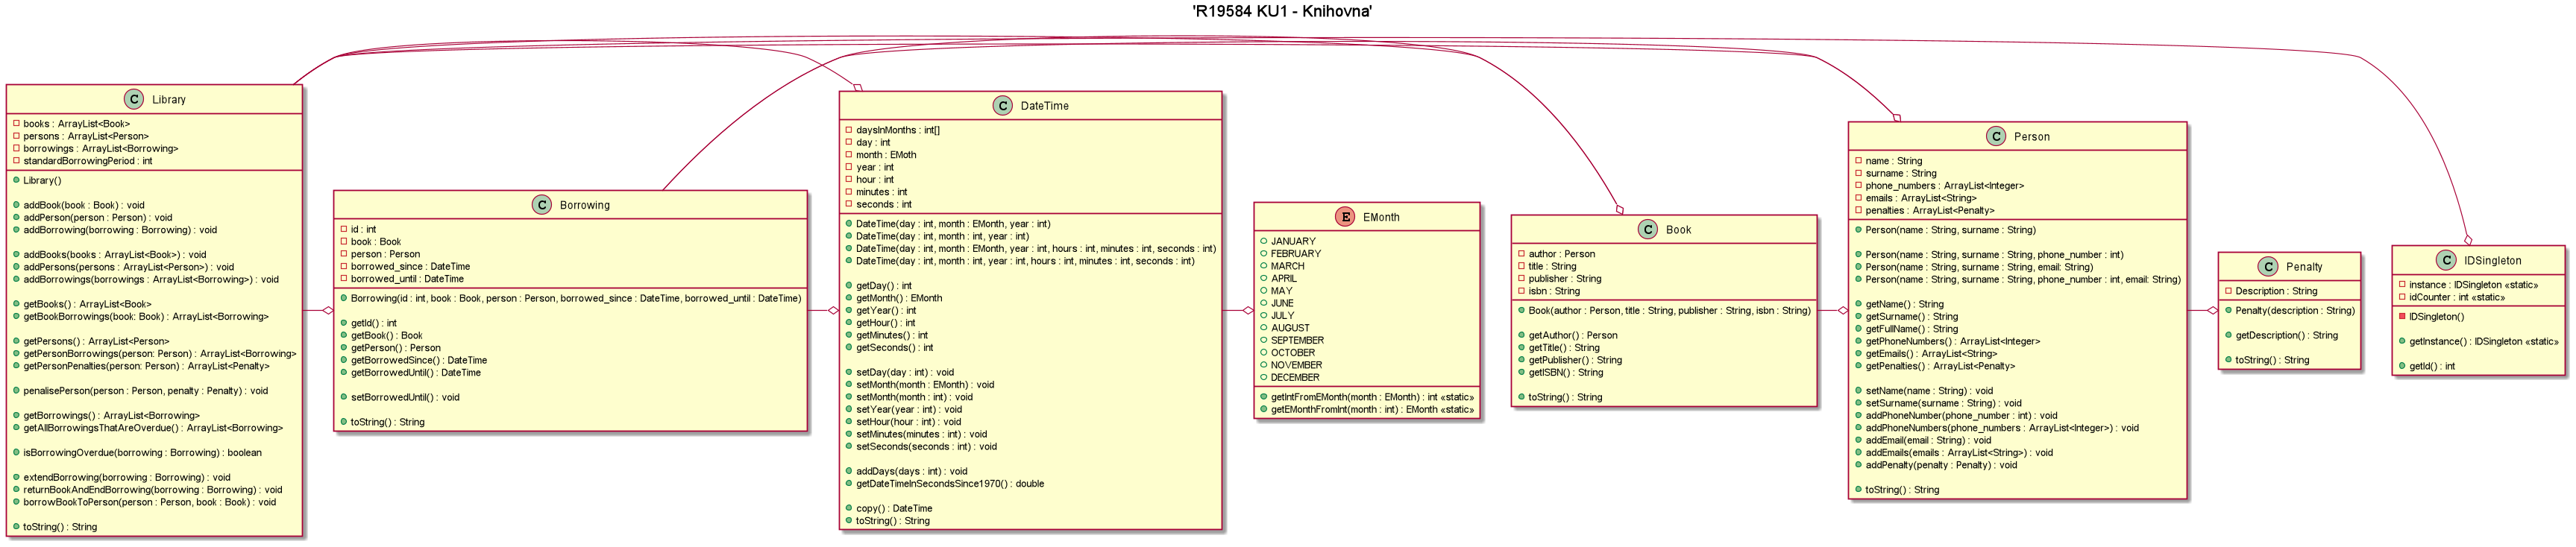 'R19584 KU1 - Knihovna'
C Library
books : ArrayList<Book>
persons : ArrayList<Person>
borrowings : ArrayList<Borrowing>
standardBorrowingPeriod : int
Library()
addBook(book : Book) : void
addPerson(person : Person) : void
addBorrowing(borrowing : Borrowing) : void
addBooks(books : ArrayList<Book>) : void
addPersons(persons : ArrayList<Person>) : void
addBorrowings(borrowings : ArrayList<Borrowing>) : void
getBooks() : ArrayList<Book>
getBookBorrowings(book: Book) : ArrayList<Borrowing>
getPersons() : ArrayList<Person>
getPersonBorrowings(person: Person) : ArrayList<Borrowing>
getPersonPenalties(person: Person) : ArrayList<Penalty>
penalisePerson(person : Person, penalty : Penalty) : void
getBorrowings() : ArrayList<Borrowing>
getAllBorrowingsThatAreOverdue() : ArrayList<Borrowing>
isBorrowingOverdue(borrowing : Borrowing) : boolean
extendBorrowing(borrowing : Borrowing) : void
returnBookAndEndBorrowing(borrowing : Borrowing) : void
borrowBookToPerson(person : Person, book : Book) : void
toString() : String
C Borrowing
id : int
book : Book
person : Person
borrowed_since : DateTime
borrowed_until : DateTime
Borrowing(id : int, book : Book, person : Person, borrowed_since : DateTime, borrowed_until : DateTime)
getId() : int
getBook() : Book
getPerson() : Person
getBorrowedSince() : DateTime
getBorrowedUntil() : DateTime
setBorrowedUntil() : void
toString() : String
C DateTime
daysInMonths : int[]
day : int
month : EMoth
year : int
hour : int
minutes : int
seconds : int
DateTime(day : int, month : EMonth, year : int)
DateTime(day : int, month : int, year : int)
DateTime(day : int, month : EMonth, year : int, hours : int, minutes : int, seconds : int)
DateTime(day : int, month : int, year : int, hours : int, minutes : int, seconds : int)
getDay() : int
getMonth() : EMonth
getYear() : int
getHour() : int
getMinutes() : int
getSeconds() : int
setDay(day : int) : void
setMonth(month : EMonth) : void
setMonth(month : int) : void
setYear(year : int) : void
setHour(hour : int) : void
setMinutes(minutes : int) : void
setSeconds(seconds : int) : void
addDays(days : int) : void
getDateTimeInSecondsSince1970() : double
copy() : DateTime
toString() : String
E EMonth
JANUARY
FEBRUARY
MARCH
APRIL
MAY
JUNE
JULY
AUGUST
SEPTEMBER
OCTOBER
NOVEMBER
DECEMBER
getIntFromEMonth(month : EMonth) : int «static»
getEMonthFromInt(month : int) : EMonth «static»
C Book
author : Person
title : String
publisher : String
isbn : String
Book(author : Person, title : String, publisher : String, isbn : String)
getAuthor() : Person
getTitle() : String
getPublisher() : String
getISBN() : String
toString() : String
C Person
name : String
surname : String
phone_numbers : ArrayList<Integer>
emails : ArrayList<String>
penalties : ArrayList<Penalty>
Person(name : String, surname : String)
Person(name : String, surname : String, phone_number : int)
Person(name : String, surname : String, email: String)
Person(name : String, surname : String, phone_number : int, email: String)
getName() : String
getSurname() : String
getFullName() : String
getPhoneNumbers() : ArrayList<Integer>
getEmails() : ArrayList<String>
getPenalties() : ArrayList<Penalty>
setName(name : String) : void
setSurname(surname : String) : void
addPhoneNumber(phone_number : int) : void
addPhoneNumbers(phone_numbers : ArrayList<Integer>) : void
addEmail(email : String) : void
addEmails(emails : ArrayList<String>) : void
addPenalty(penalty : Penalty) : void
toString() : String
C Penalty
Description : String
Penalty(description : String)
getDescription() : String
toString() : String
C IDSingleton
instance : IDSingleton «static»
idCounter : int «static»
IDSingleton()
getInstance() : IDSingleton «static»
getId() : int